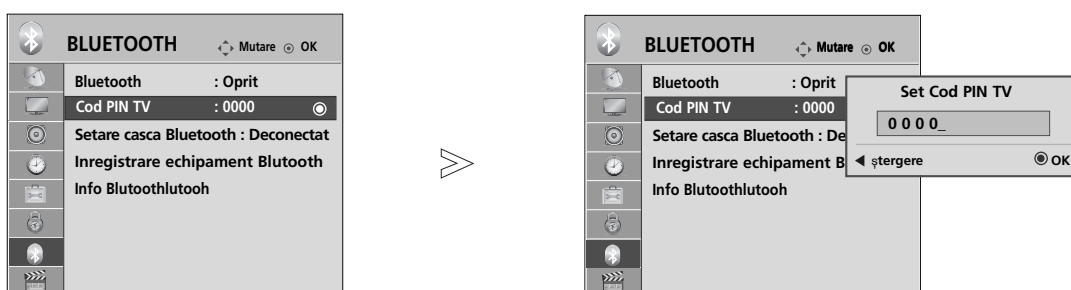 BLUETOOTH Mutare OK
Bluetooth : Oprit
Cod PIN TV : 0000
Setare casca Bluetooth : Deconectat
Inregistrare echipament Blutooth
Info Blutoothlutooh
BLUETOOTH Mutare OK
Bluetooth : Oprit
Cod PIN TV : 0000
Setare casca Bluetooth : De
Inregistrare echipament B
Info Blutoothlutooh
Set Cod PIN TV
0 0 0 0_
ștergere OK